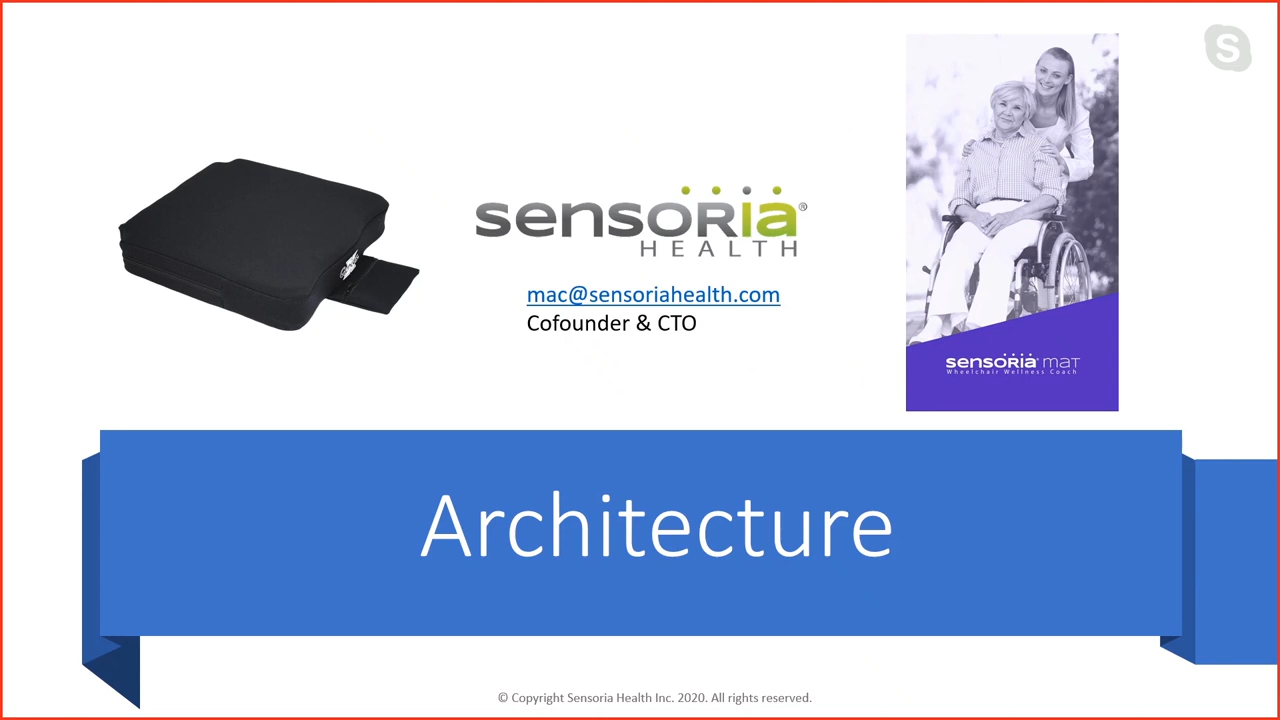 S
sensoria®
HEALTH
mac@sensoriahealth.com
Cofounder & CTO
sensoria® mat
Wheelchair Wellness Coach
Architecture
© Copyright Sensoria Health Inc. 2020. All rights reserved.